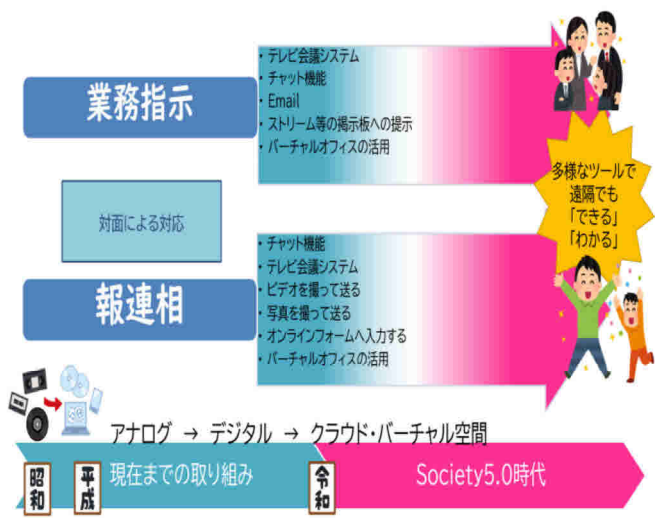 業務指示
・テレビ会議システム
・チャット機能
・Email
・ストリーム等の掲示板への提示
・バーチャルオフィスの活用
多様なツールで
遠隔でも
「できる」
「わかる」
対面による対応
報連相
・チャット機能
・テレビ会議システム
・ビデオを撮って送る
・写真を撮って送る
・オンラインフォームへ入力する
・バーチャルオフィスの活用
アナログ → デジタル → クラウド・バーチャル空間
昭和
平成
現在までの取り組み
令和
Society5.0時代